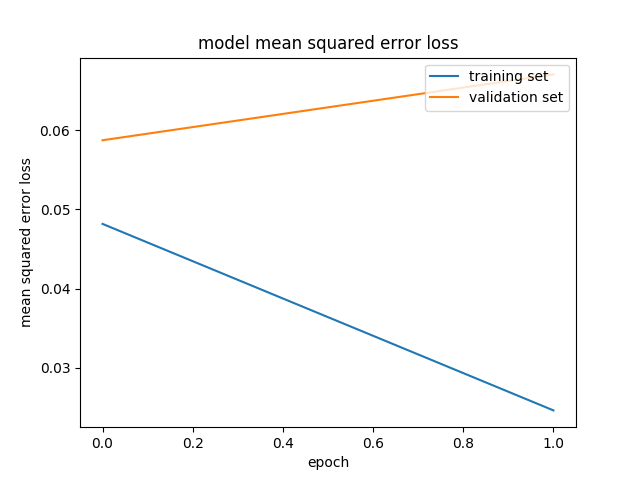 model mean squared error loss
training set
validation set
0.06
0.05
0.04
0.03
mean squared error loss
0.0 0.2 0.4 0.6 0.8 1.0
epoch